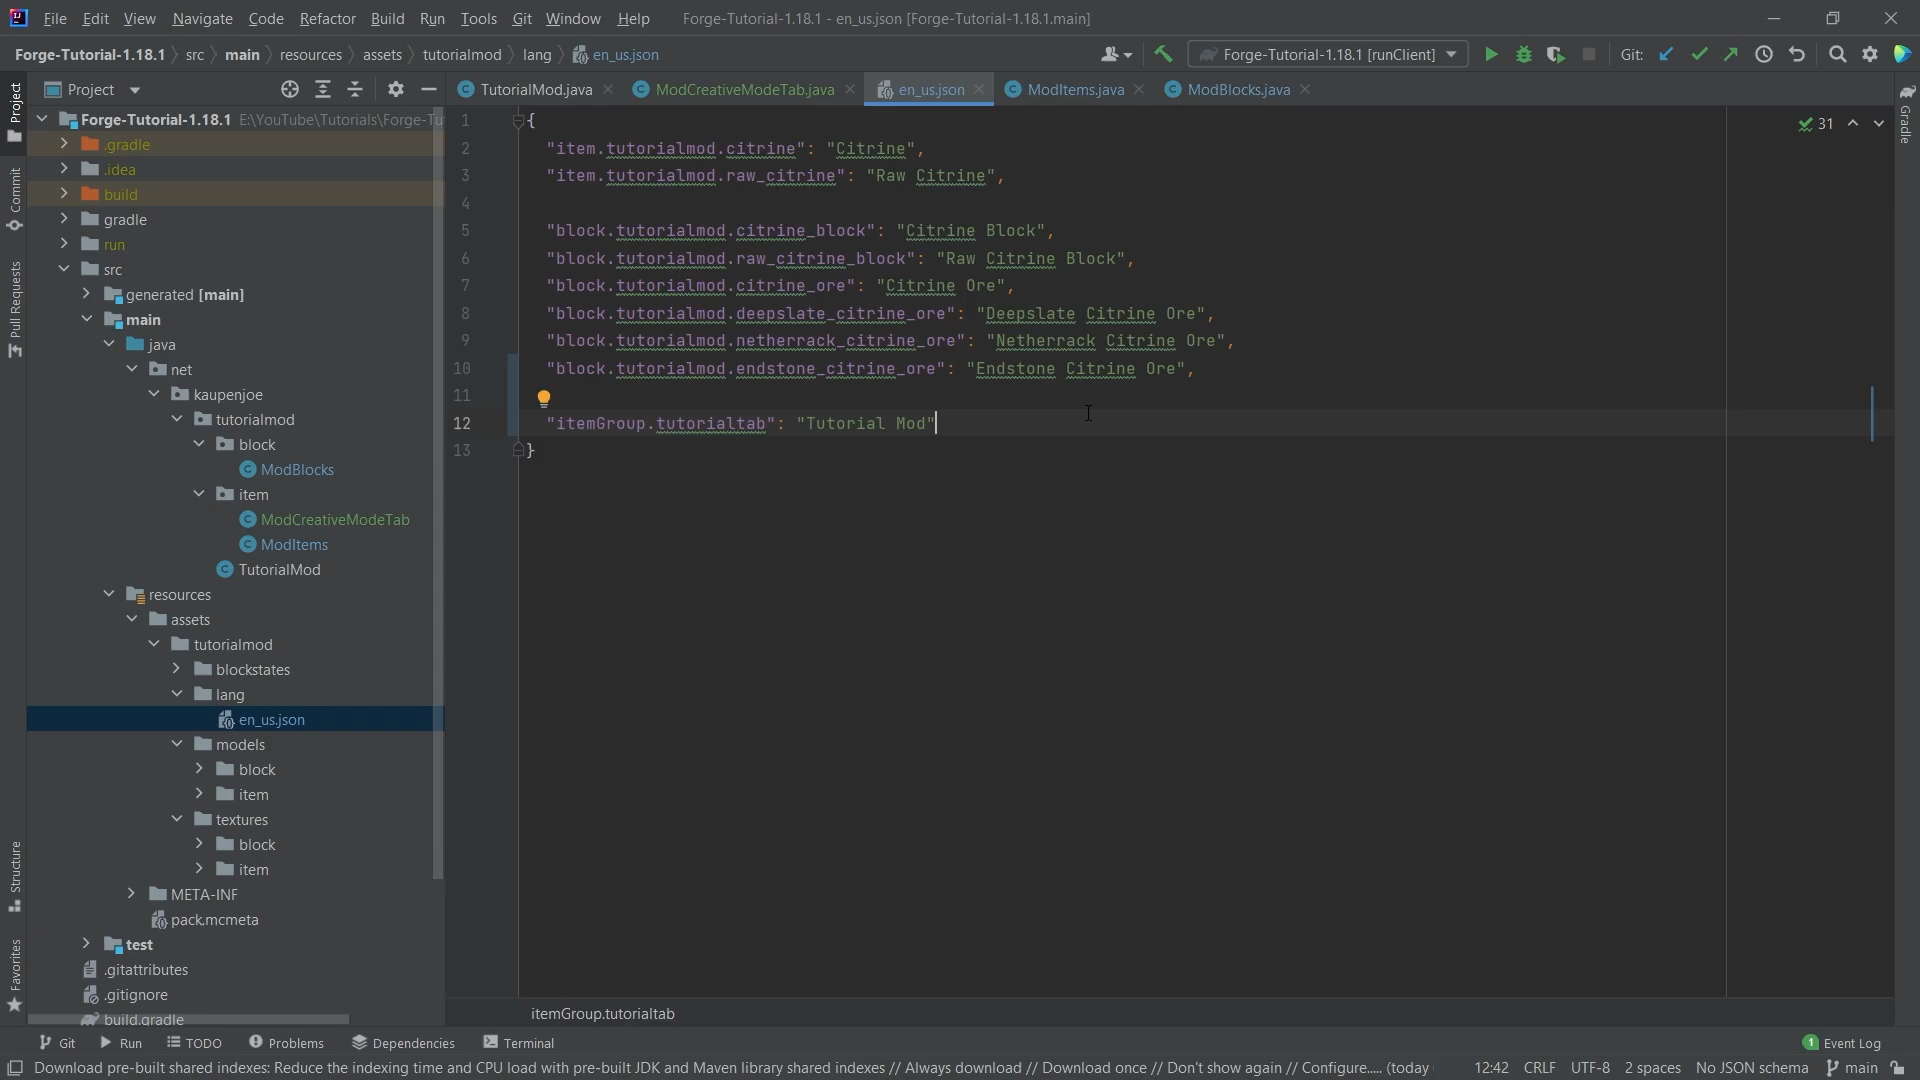 File Edit View Navigate Code Refactor Build Run Tools Git Window Help Forge-Tutorial-1.18.1 - en_us.json [Forge-Tutorial-1.18.1.main]
Forge-Tutorial-1.18.1 src main resources assets tutorialmod lang en_us.json Forge-Tutorial-1.18.1 [runClient] Git:
Project TutorialMod.java ModCreativeModeTab.java en_us.json ModItems.java ModBlocks.java
Project
Commit
Pull Requests
Structure
Favorites
Gradle
Forge-Tutorial-1.18.1 E:\YouTube\Tutorials\Forge-Tu
.gradle
.idea
build
gradle
run
src
generated [main]
main
java
net
kaupenjoe
tutorialmod
block
ModBlocks
item
ModCreativeModeTab
ModItems
TutorialMod
resources
assets
tutorialmod
blockstates
lang
en_us.json
models
block
item
textures
block
item
META-INF
pack.mcmeta
test
.gitattributes
.gitignore
build.gradle
31
1 {
2 "item.tutorialmod.citrine": "Citrine",
3 "item.tutorialmod.raw_citrine": "Raw Citrine",
4
5 "block.tutorialmod.citrine_block": "Citrine Block",
6 "block.tutorialmod.raw_citrine_block": "Raw Citrine Block",
7 "block.tutorialmod.citrine_ore": "Citrine Ore",
8 "block.tutorialmod.deepslate_citrine_ore": "Deepslate Citrine Ore",
9 "block.tutorialmod.netherrack_citrine_ore": "Netherrack Citrine Ore",
10 "block.tutorialmod.endstone_citrine_ore": "Endstone Citrine Ore",
11
12 "itemGroup.tutorialtab": "Tutorial Mod"
13 }
itemGroup.tutorialtab
Git Run TODO Problems Dependencies Terminal 1 Event Log
Download pre-built shared indexes: Reduce the indexing time and CPU load with pre-built JDK and Maven library shared indexes // Always download // Download once // Don't show again // Configure..... (today 12:42 CRLF UTF-8 2 spaces No JSON schema main